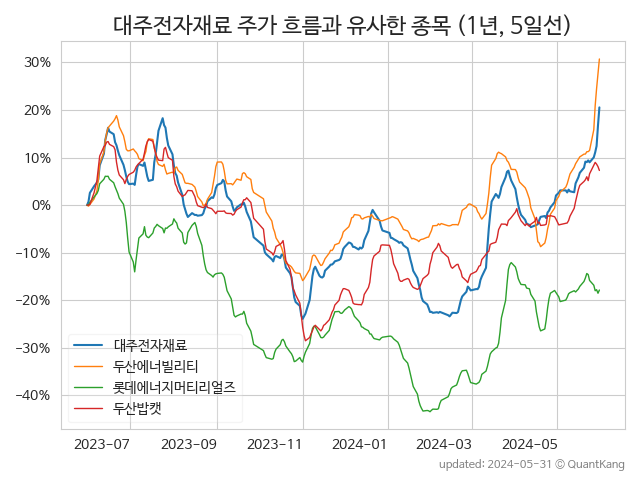 대주전자재료 주가 흐름과 유사한 종목 (1년, 5일선)
30%
20%
10%
0%
−10%
−20%
−30%
−40%
대주전자재료
두산에너빌리티
롯데에너지머티리얼즈
두산밥캣
2023-07 2023-09 2023-11 2024-01 2024-03 2024-05
updated: 2024-05-31 © QuantKang